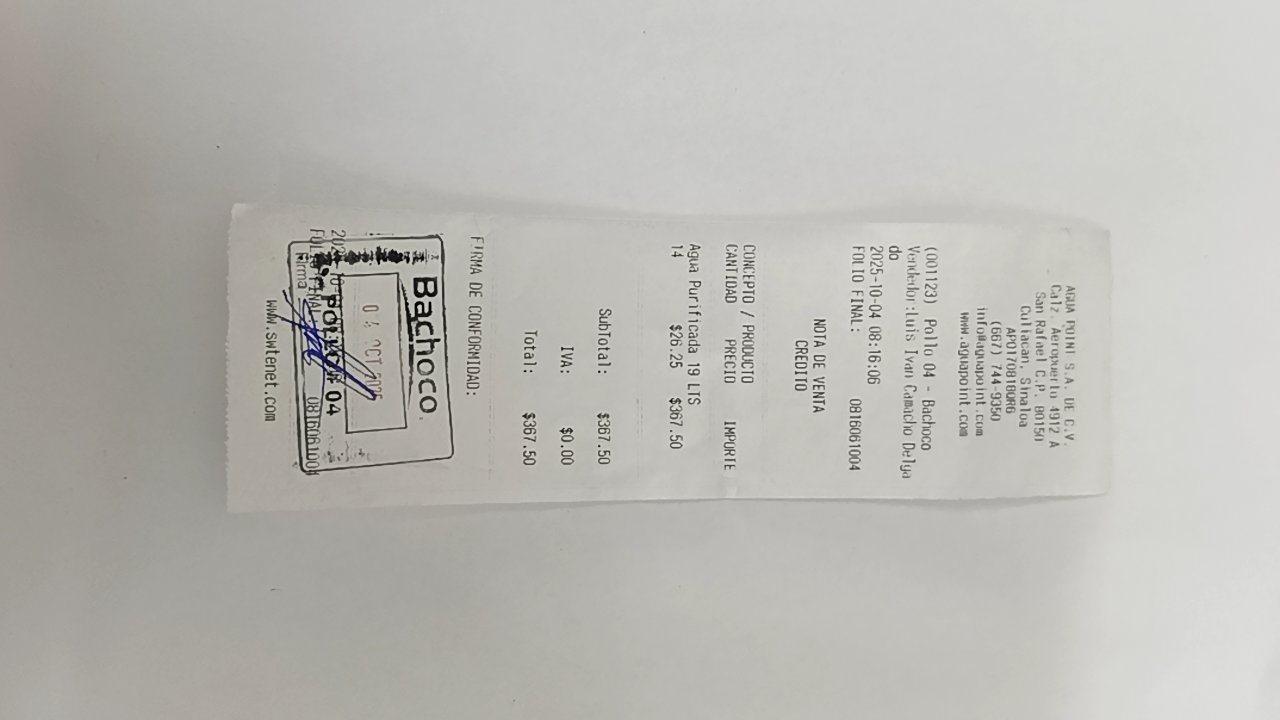 AGUA POINT S.A. DE C.V.
Calz. Aeropuerto 4912 A
San Rafael C.P. 80150
Culiacan, Sinaloa
APO170818DR6
(667) 744-9350
info@aguapoint.com
www.aguapoint.com
(001123) Pollo 04 - Bachoco
Vendedor:Luis Ivan Camacho Delga
do
2025-10-04 08:16:06
FOLIO FINAL: 0816061004
NOTA DE VENTA
CREDITO
CONCEPTO / PRODUCTO
CANTIDAD PRECIO IMPORTE
Agua Purificada 19 LTS
14 $26.25 $367.50
SubTotal: $367.50
IVA: $0.00
Total: $367.50
FIRMA DE CONFORMIDAD:
Bachoco
04 OCT 2025
04
Firma
FOLIO FINAL: 0816061004
www.swtenet.com